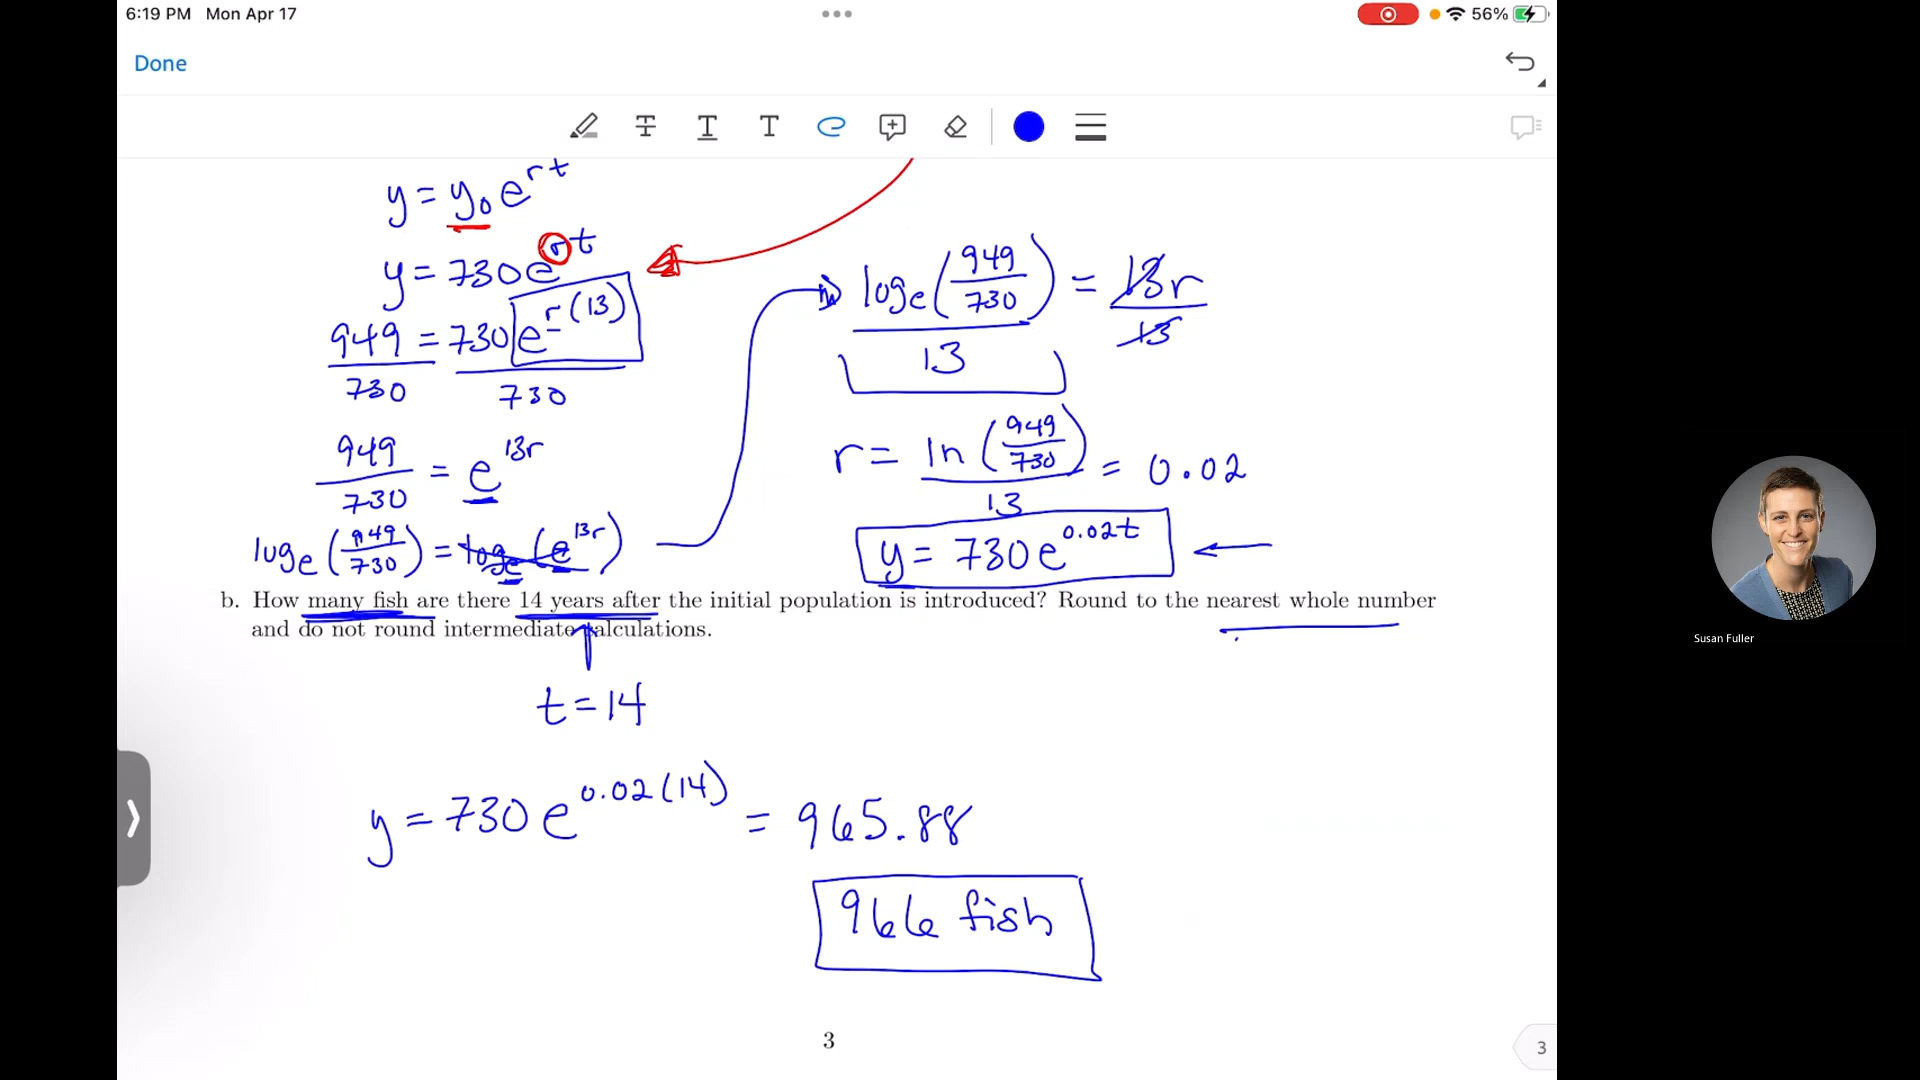 6:19 PM Mon Apr 17
56%
Done
T T T
y = y₀e^{rt}
y = 730e^{rt}
949 = 730e^{r(13)}
730 730
949/730 = e^{13r}
log_e(949/730) = log_e(e^{13r})
log_e(949/730) = 13r
13 13
r = ln(949/730)/13 = 0.02
y = 730e^{0.02t}
b. How many fish are there 14 years after the initial population is introduced? Round to the nearest whole number
and do not round intermediate calculations.
t = 14
y = 730e^{0.02(14)} = 965.88
966 fish
3
3
Susan Fuller